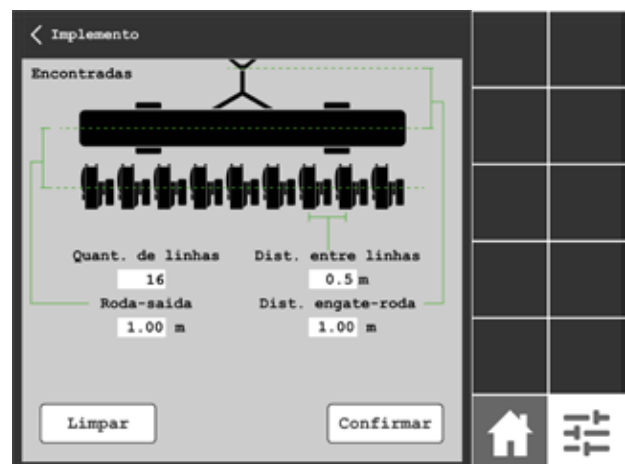 Implemento
Encontradas
Quant. de linhas
Dist. entre linhas
16
0.5 m
Roda-saída
Dist. engate-roda
1.00 m
1.00 m
Limpar
Confirmar